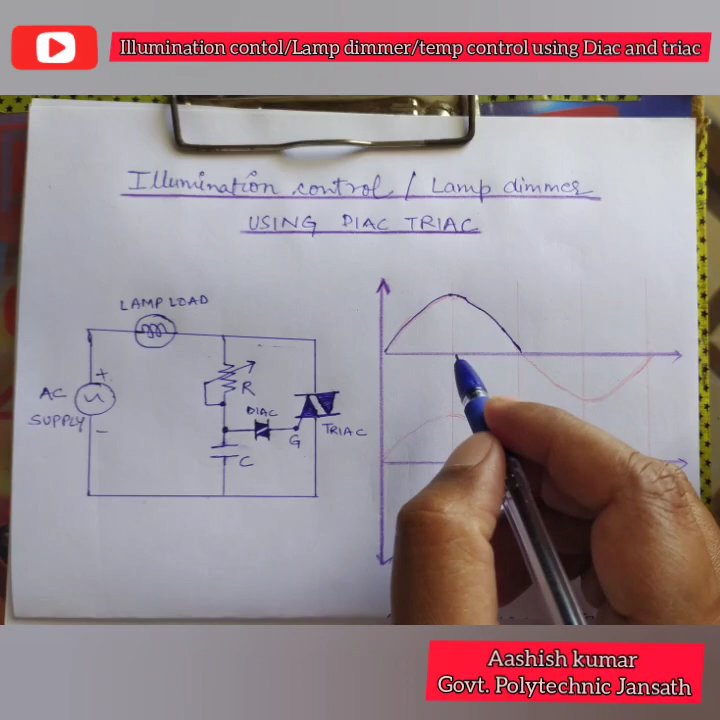 Illumination contol/Lamp dimmer/temp control using Diac and triac
Illumination control / Lamp dimmer
USING DIAC TRIAC
LAMP LOAD
AC
SUPPLY
+
-
R
DIAC
G
TRIAC
C
Aashish kumar
Govt. Polytechnic Jansath